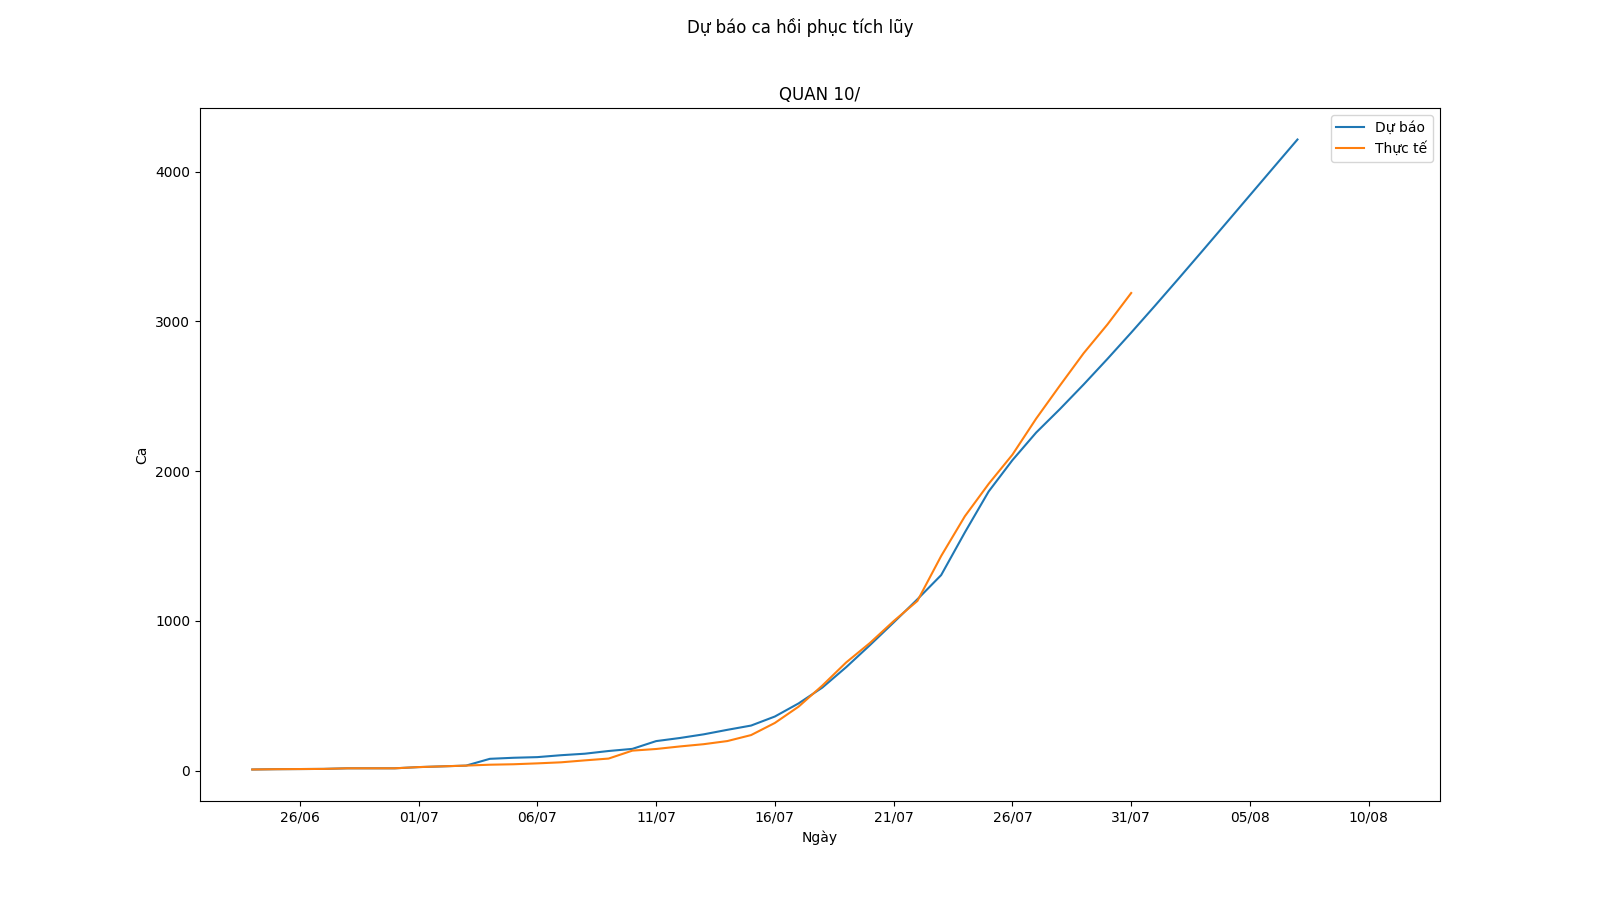 Dự báo ca hồi phục tích lũy
QUAN 10/
Dự báo
Thực tế
4000
3000
2000
1000
0
Ca
26/06 01/07 06/07 11/07 16/07 21/07 26/07 31/07 05/08 10/08
Ngày